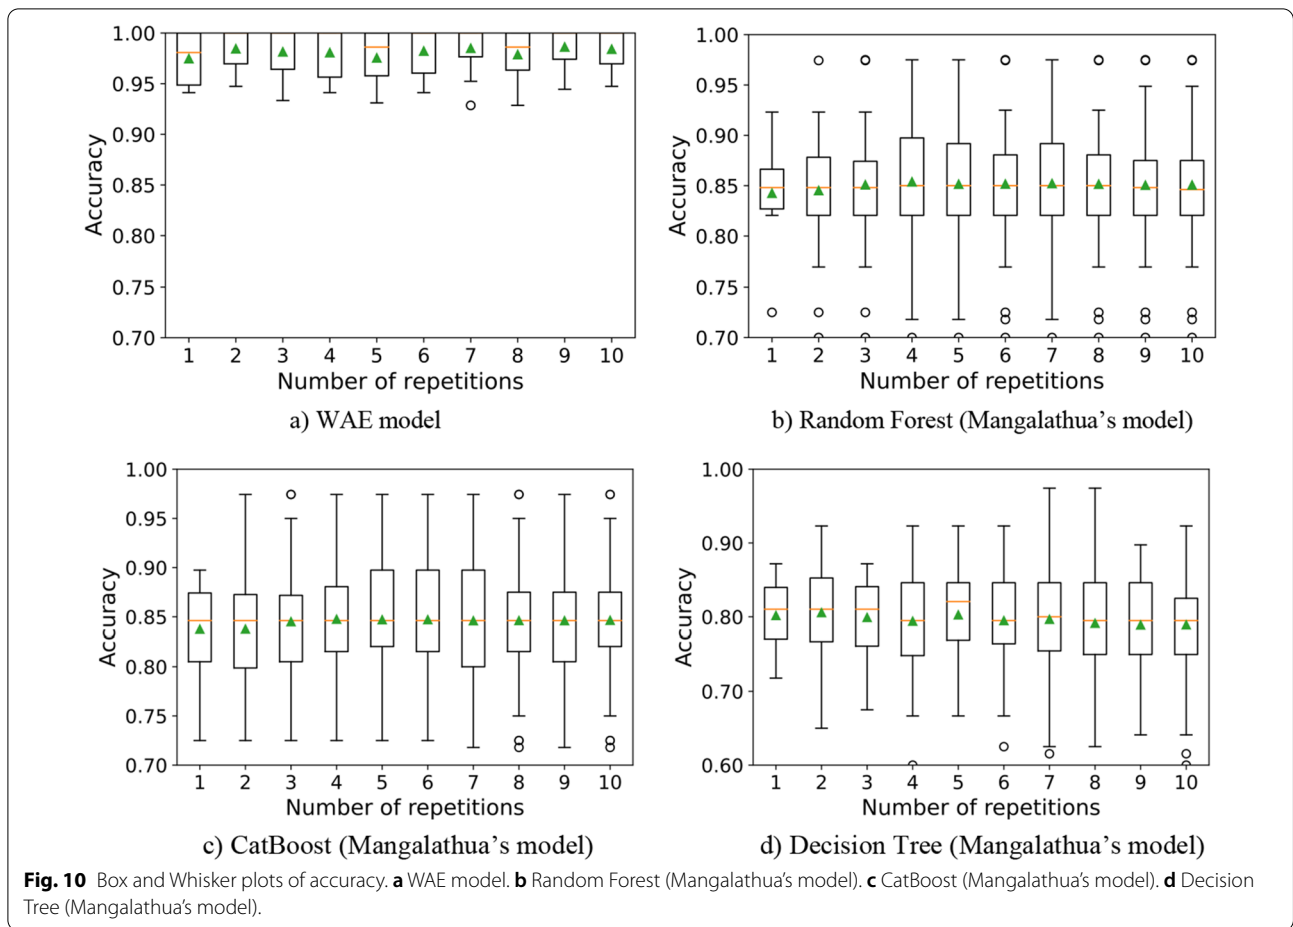 1.00
0.95
0.90
0.85
0.80
0.75
0.70
Accuracy
1 2 3 4 5 6 7 8 9 10
Number of repetitions
a) WAE model
1.00
0.95
0.90
0.85
0.80
0.75
0.70
Accuracy
1 2 3 4 5 6 7 8 9 10
Number of repetitions
b) Random Forest (Mangalathua's model)
1.00
0.95
0.90
0.85
0.80
0.75
0.70
Accuracy
1 2 3 4 5 6 7 8 9 10
Number of repetitions
c) CatBoost (Mangalathua's model)
1.00
0.90
0.80
0.70
0.60
Accuracy
1 2 3 4 5 6 7 8 9 10
Number of repetitions
d) Decision Tree (Mangalathua's model)
Fig. 10 Box and Whisker plots of accuracy. a WAE model. b Random Forest (Mangalathua's model). c CatBoost (Mangalathua's model). d Decision
Tree (Mangalathua's model).